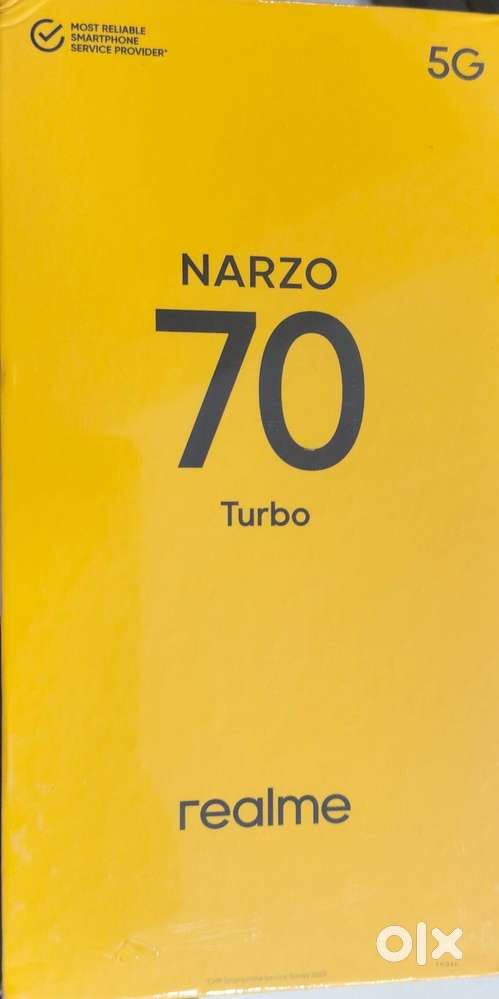 MOST RELIABLE
SMARTPHONE
SERVICE PROVIDER*
5G
NARZO
70
Turbo
realme
olx